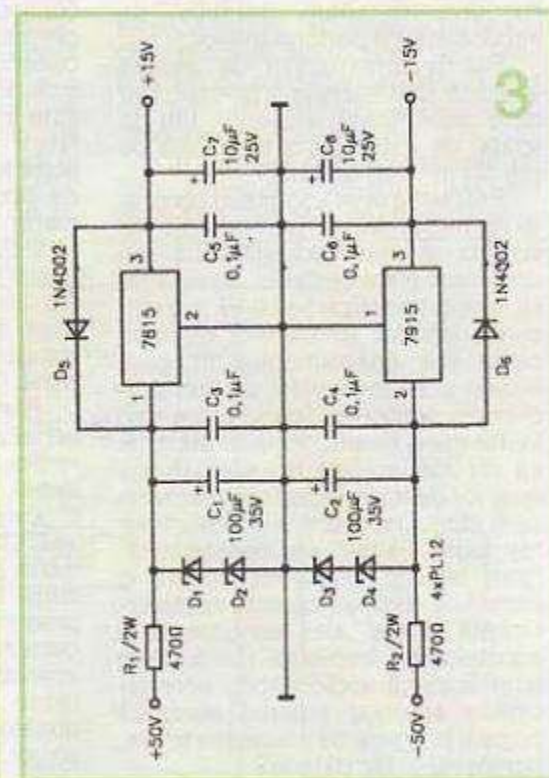 D5
1N4002
+50V
R1/2W
470Ω
1
7815
3
+15V
2
D1
D2
+
C1
100µF
35V
C3
0,1µF
C5
0,1µF
+
C7
10µF
25V
D3
D4
+
C2
100µF
35V
C4
0,1µF
C6
0,1µF
+
C8
10µF
25V
1
4xPL12
-50V
R2/2W
470Ω
2
7915
3
-15V
D6
1N4002
3